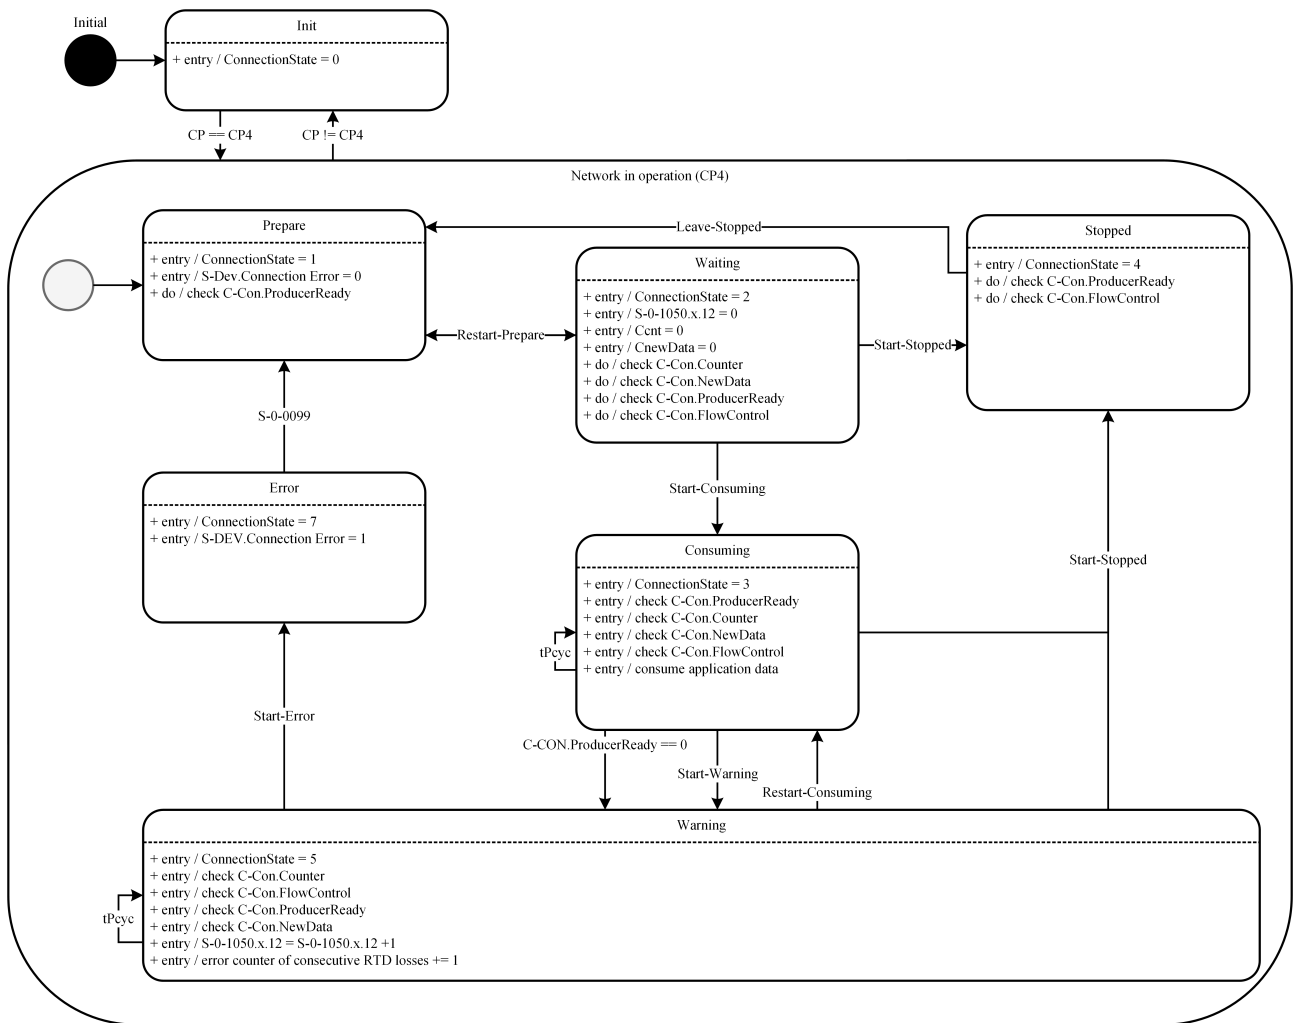 Initial
Init
+ entry / ConnectionState = 0
CP == CP4
CP != CP4
Network in operation (CP4)
Prepare
+ entry / ConnectionState = 1
+ entry / S-Dev.Connection Error = 0
+ do / check C-Con.ProducerReady
Leave-Stopped
Stopped
+ entry / ConnectionState = 4
+ do / check C-Con.ProducerReady
+ do / check C-Con.FlowControl
Waiting
+ entry / ConnectionState = 2
+ entry / S-0-1050.x.12 = 0
+ entry / Ccnt = 0
+ entry / CnewData = 0
+ do / check C-Con.Counter
+ do / check C-Con.NewData
+ do / check C-Con.ProducerReady
+ do / check C-Con.FlowControl
Restart-Prepare
Start-Stopped
S-0-0099
Start-Consuming
Error
+ entry / ConnectionState = 7
+ entry / S-DEV.Connection Error = 1
Consuming
+ entry / ConnectionState = 3
+ entry / check C-Con.ProducerReady
+ entry / check C-Con.Counter
+ entry / check C-Con.NewData
+ entry / check C-Con.FlowControl
+ entry / consume application data
tPcyc
Start-Stopped
Start-Error
C-CON.ProducerReady == 0
Start-Warning
Restart-Consuming
Warning
+ entry / ConnectionState = 5
+ entry / check C-Con.Counter
+ entry / check C-Con.FlowControl
+ entry / check C-Con.ProducerReady
+ entry / check C-Con.NewData
+ entry / S-0-1050.x.12 = S-0-1050.x.12 +1
+ entry / error counter of consecutive RTD losses += 1
tPcyc